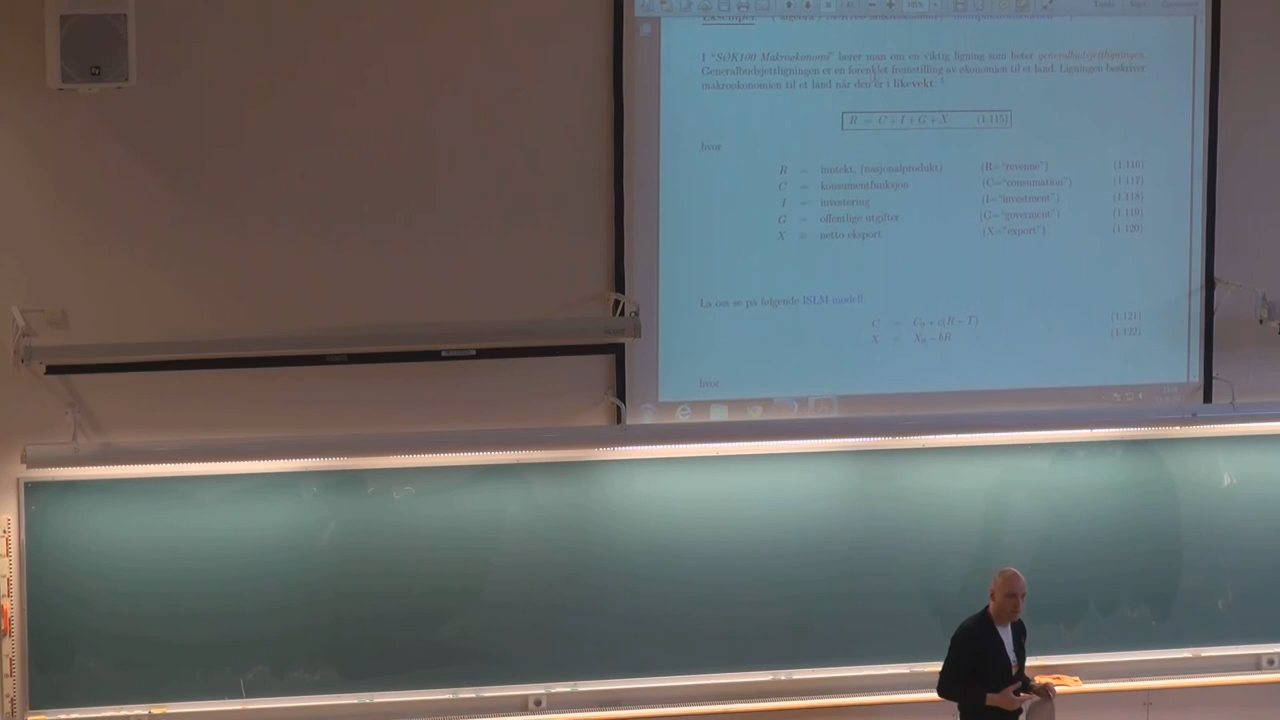 Eksempel
I "SØK100 Makroøkonomi" lærer man om en viktig ligning som heter generalbudsjettligningen.
Generalbudsjettligningen er en forenklet fremstilling av økonomien til et land. Ligningen beskriver
makroøkonomien til et land når den er i likevekt: 5
R = C + I + G + X (1.115)
hvor
R = inntekt, (nasjonalprodukt) (R="revenue") (1.116)
C = konsumentfunksjon (C="consumation") (1.117)
I = investering (I="investment") (1.118)
G = offentlige utgifter (G="goverment") (1.119)
X = netto eksport (X="export") (1.120)
La oss se på følgende ISLM-modell
C = C0 + c(R − T) (1.121)
X = X0 − bR (1.122)
hvor